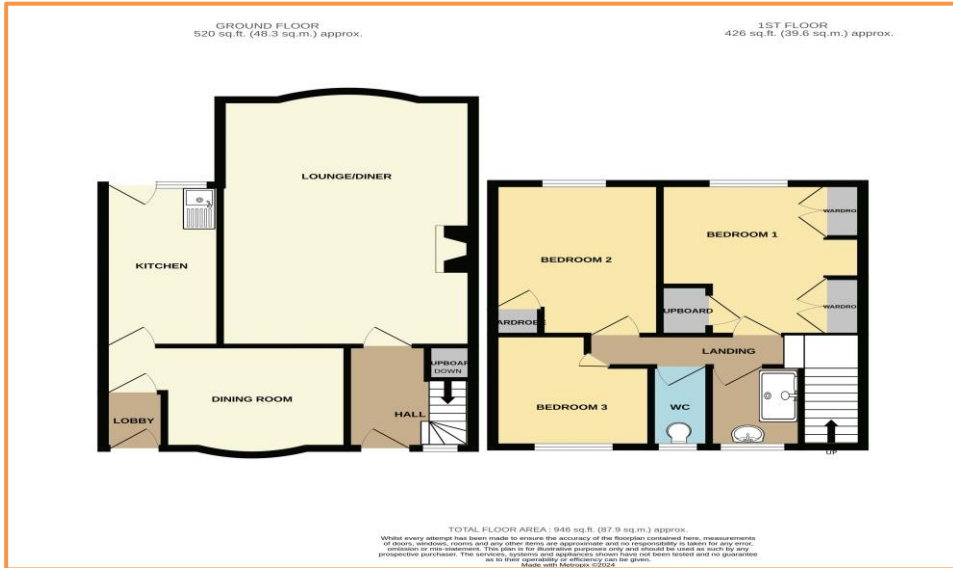 GROUND FLOOR
520 sq.ft. (48.3 sq.m.) approx.
1ST FLOOR
426 sq.ft. (39.6 sq.m.) approx.
LOUNGE/DINER
KITCHEN
DINING ROOM
LOBBY
HALL
UPBOAR
DOWN
BEDROOM 2
BEDROOM 1
WARDRO
WARDRO
UPBOARD
ARDROBE
LANDING
BEDROOM 3
WC
UP
TOTAL FLOOR AREA : 946 sq.ft. (87.9 sq.m.) approx.
Whilst every attempt has been made to ensure the accuracy of the floorplan contained here, measurements
of doors, windows, rooms and any other items are approximate and no responsibility is taken for any error,
omission or mis-statement. This plan is for illustrative purposes only and should be used as such by any
prospective purchaser. The services, systems and appliances shown have not been tested and no guarantee
as to their operability or efficiency can be given.
Made with Metropix ©2024